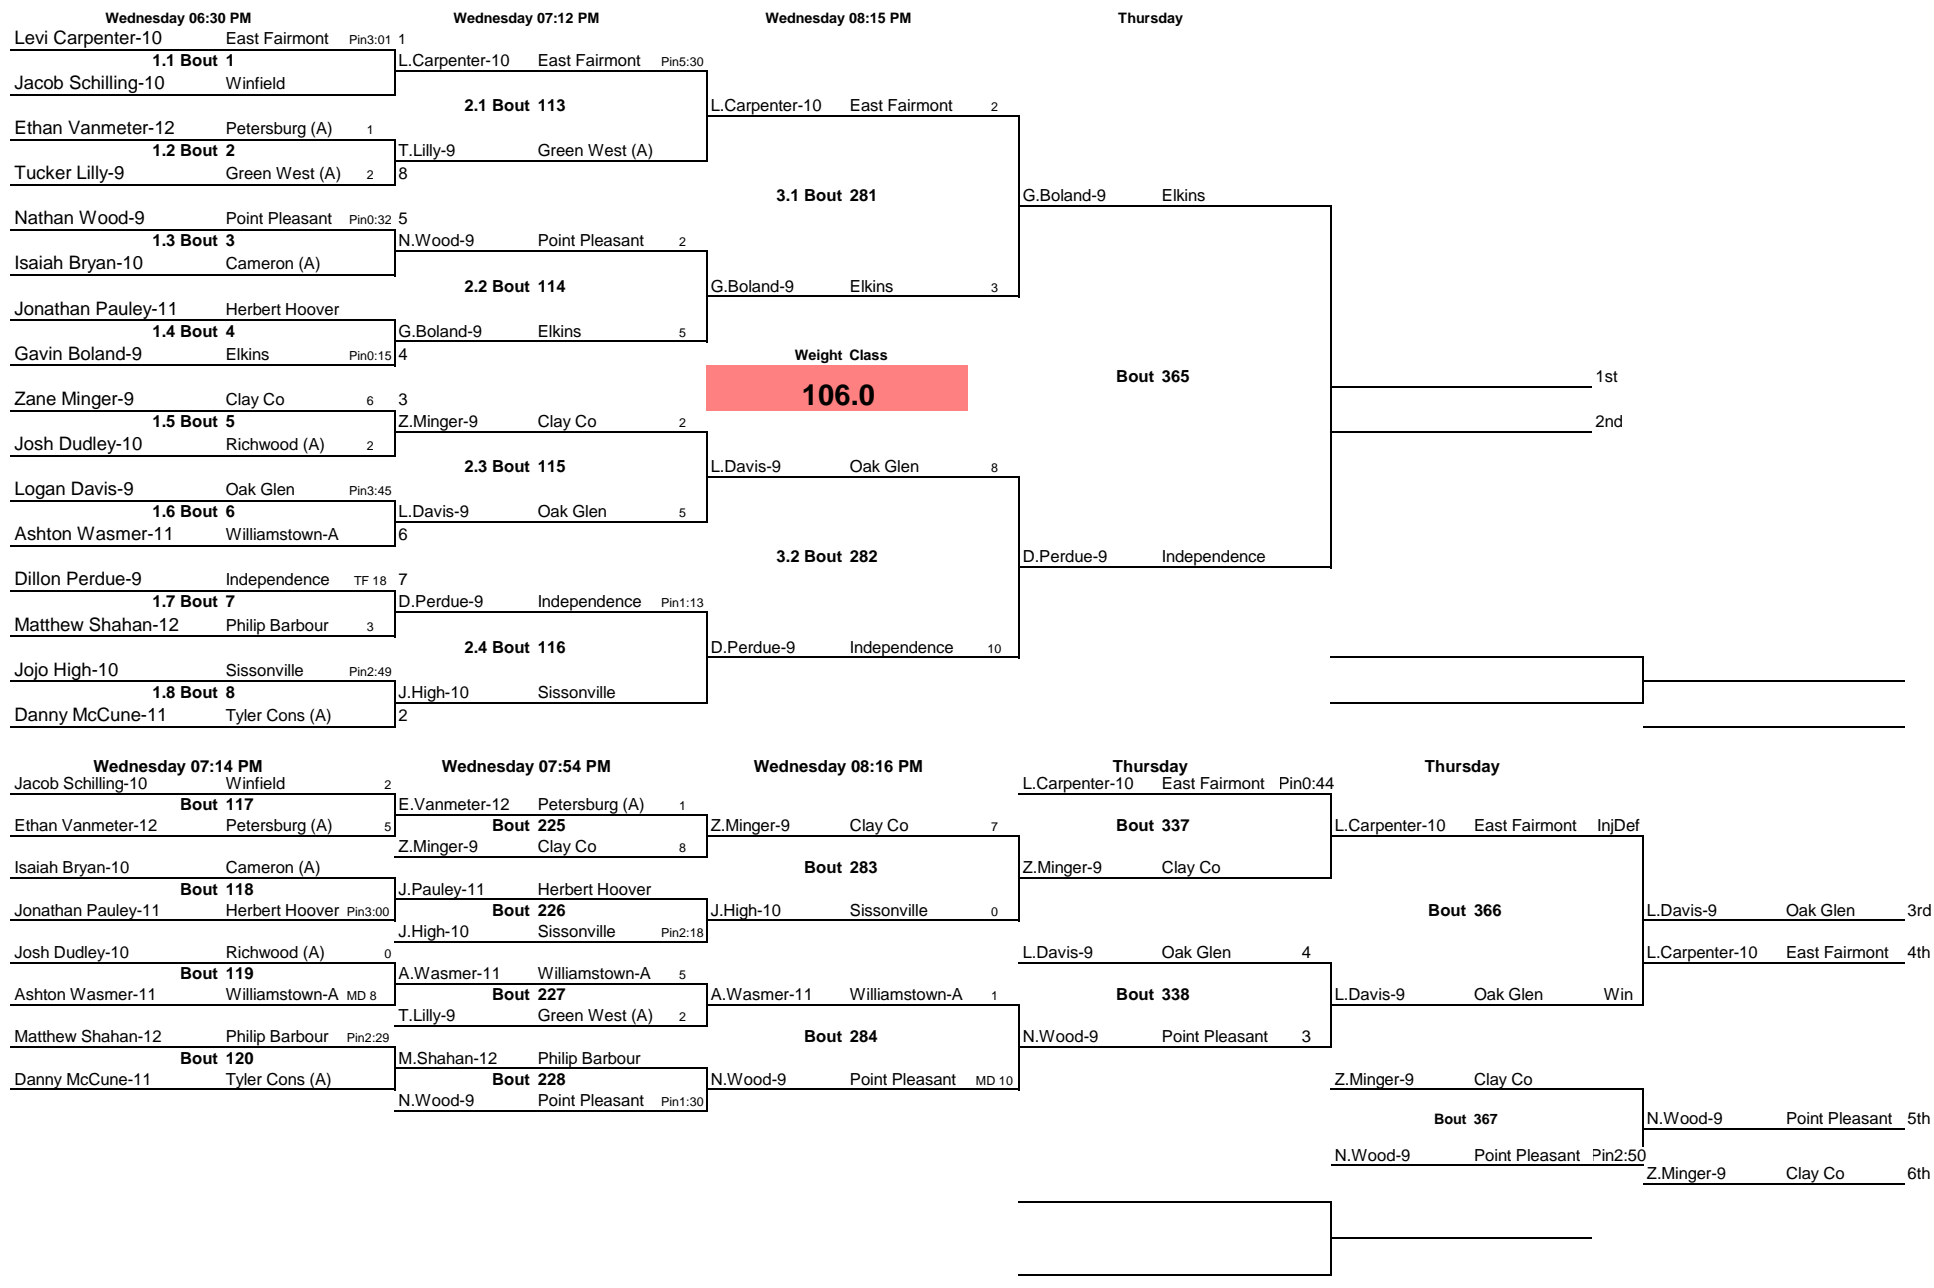 Wednesday 06:30 PM Wednesday 07:12 PM Wednesday 08:15 PM Thursday
Levi Carpenter-10 East Fairmont Pin3:01 1
1.1 Bout 1 L.Carpenter-10 East Fairmont Pin5:30
Jacob Schilling-10 Winfield
2.1 Bout 113 L.Carpenter-10 East Fairmont 2
Ethan Vanmeter-12 Petersburg (A) 1
1.2 Bout 2 T.Lilly-9 Green West (A)
Tucker Lilly-9 Green West (A) 2 8
3.1 Bout 281 G.Boland-9 Elkins
Nathan Wood-9 Point Pleasant Pin0:32 5
1.3 Bout 3 N.Wood-9 Point Pleasant 2
Isaiah Bryan-10 Cameron (A)
2.2 Bout 114 G.Boland-9 Elkins 3
Jonathan Pauley-11 Herbert Hoover
1.4 Bout 4 G.Boland-9 Elkins 5
Gavin Boland-9 Elkins Pin0:15 4 Weight Class
Bout 365 1st
Zane Minger-9 Clay Co 6 3 106.0
1.5 Bout 5 Z.Minger-9 Clay Co 2 2nd
Josh Dudley-10 Richwood (A) 2
2.3 Bout 115 L.Davis-9 Oak Glen 8
Logan Davis-9 Oak Glen Pin3:45
1.6 Bout 6 L.Davis-9 Oak Glen 5
Ashton Wasmer-11 Williamstown-A 6
3.2 Bout 282 D.Perdue-9 Independence
Dillon Perdue-9 Independence TF 18 7
1.7 Bout 7 D.Perdue-9 Independence Pin1:13
Matthew Shahan-12 Philip Barbour 3
2.4 Bout 116 D.Perdue-9 Independence 10
Jojo High-10 Sissonville Pin2:49
1.8 Bout 8 J.High-10 Sissonville
Danny McCune-11 Tyler Cons (A) 2
Wednesday 07:14 PM Wednesday 07:54 PM Wednesday 08:16 PM Thursday Thursday
Jacob Schilling-10 Winfield 2 L.Carpenter-10 East Fairmont Pin0:44
Bout 117 E.Vanmeter-12 Petersburg (A) 1
Ethan Vanmeter-12 Petersburg (A) 5 Bout 225 Z.Minger-9 Clay Co 7 Bout 337 L.Carpenter-10 East Fairmont InjDef
Z.Minger-9 Clay Co 8
Isaiah Bryan-10 Cameron (A) Bout 283 Z.Minger-9 Clay Co
Bout 118 J.Pauley-11 Herbert Hoover
Jonathan Pauley-11 Herbert Hoover Pin3:00 Bout 226 J.High-10 Sissonville 0 Bout 366 L.Davis-9 Oak Glen 3rd
J.High-10 Sissonville Pin2:18
Josh Dudley-10 Richwood (A) 0 L.Davis-9 Oak Glen 4 L.Carpenter-10 East Fairmont 4th
Bout 119 A.Wasmer-11 Williamstown-A 5
Ashton Wasmer-11 Williamstown-A MD 8 Bout 227 A.Wasmer-11 Williamstown-A 1 Bout 338 L.Davis-9 Oak Glen Win
T.Lilly-9 Green West (A) 2
Matthew Shahan-12 Philip Barbour Pin2:29 Bout 284 N.Wood-9 Point Pleasant 3
Bout 120 M.Shahan-12 Philip Barbour
Danny McCune-11 Tyler Cons (A) Bout 228 N.Wood-9 Point Pleasant MD 10 Z.Minger-9 Clay Co
N.Wood-9 Point Pleasant Pin1:30
Bout 367 N.Wood-9 Point Pleasant 5th
N.Wood-9 Point Pleasant Pin2:50
Z.Minger-9 Clay Co 6th